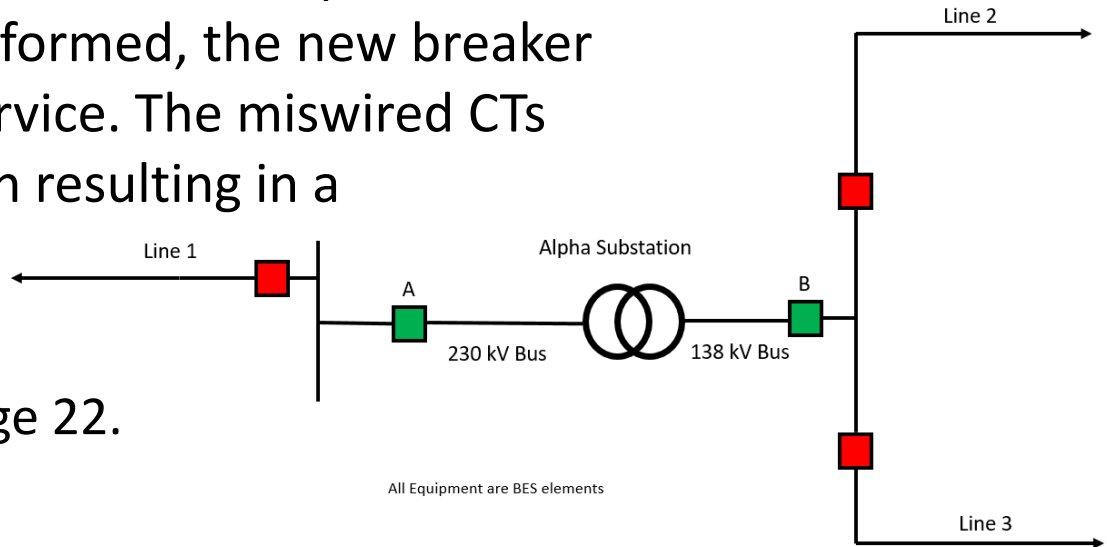 formed, the new breaker
rvice. The miswired CTs
resulting in a
ge 22.
Line 2
Line 1
Alpha Substation
A
B
230 kV Bus
138 kV Bus
All Equipment are BES elements
Line 3